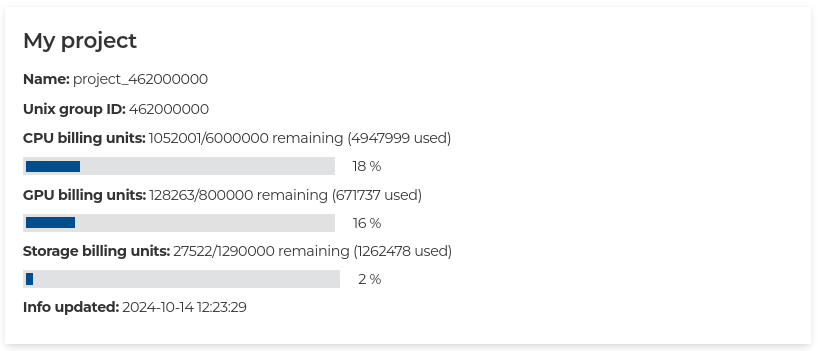 My project
Name: project_462000000
Unix group ID: 462000000
CPU billing units: 1052001/6000000 remaining (4947999 used)
18 %
GPU billing units: 128263/800000 remaining (671737 used)
16 %
Storage billing units: 27522/1290000 remaining (1262478 used)
2 %
Info updated: 2024-10-14 12:23:29